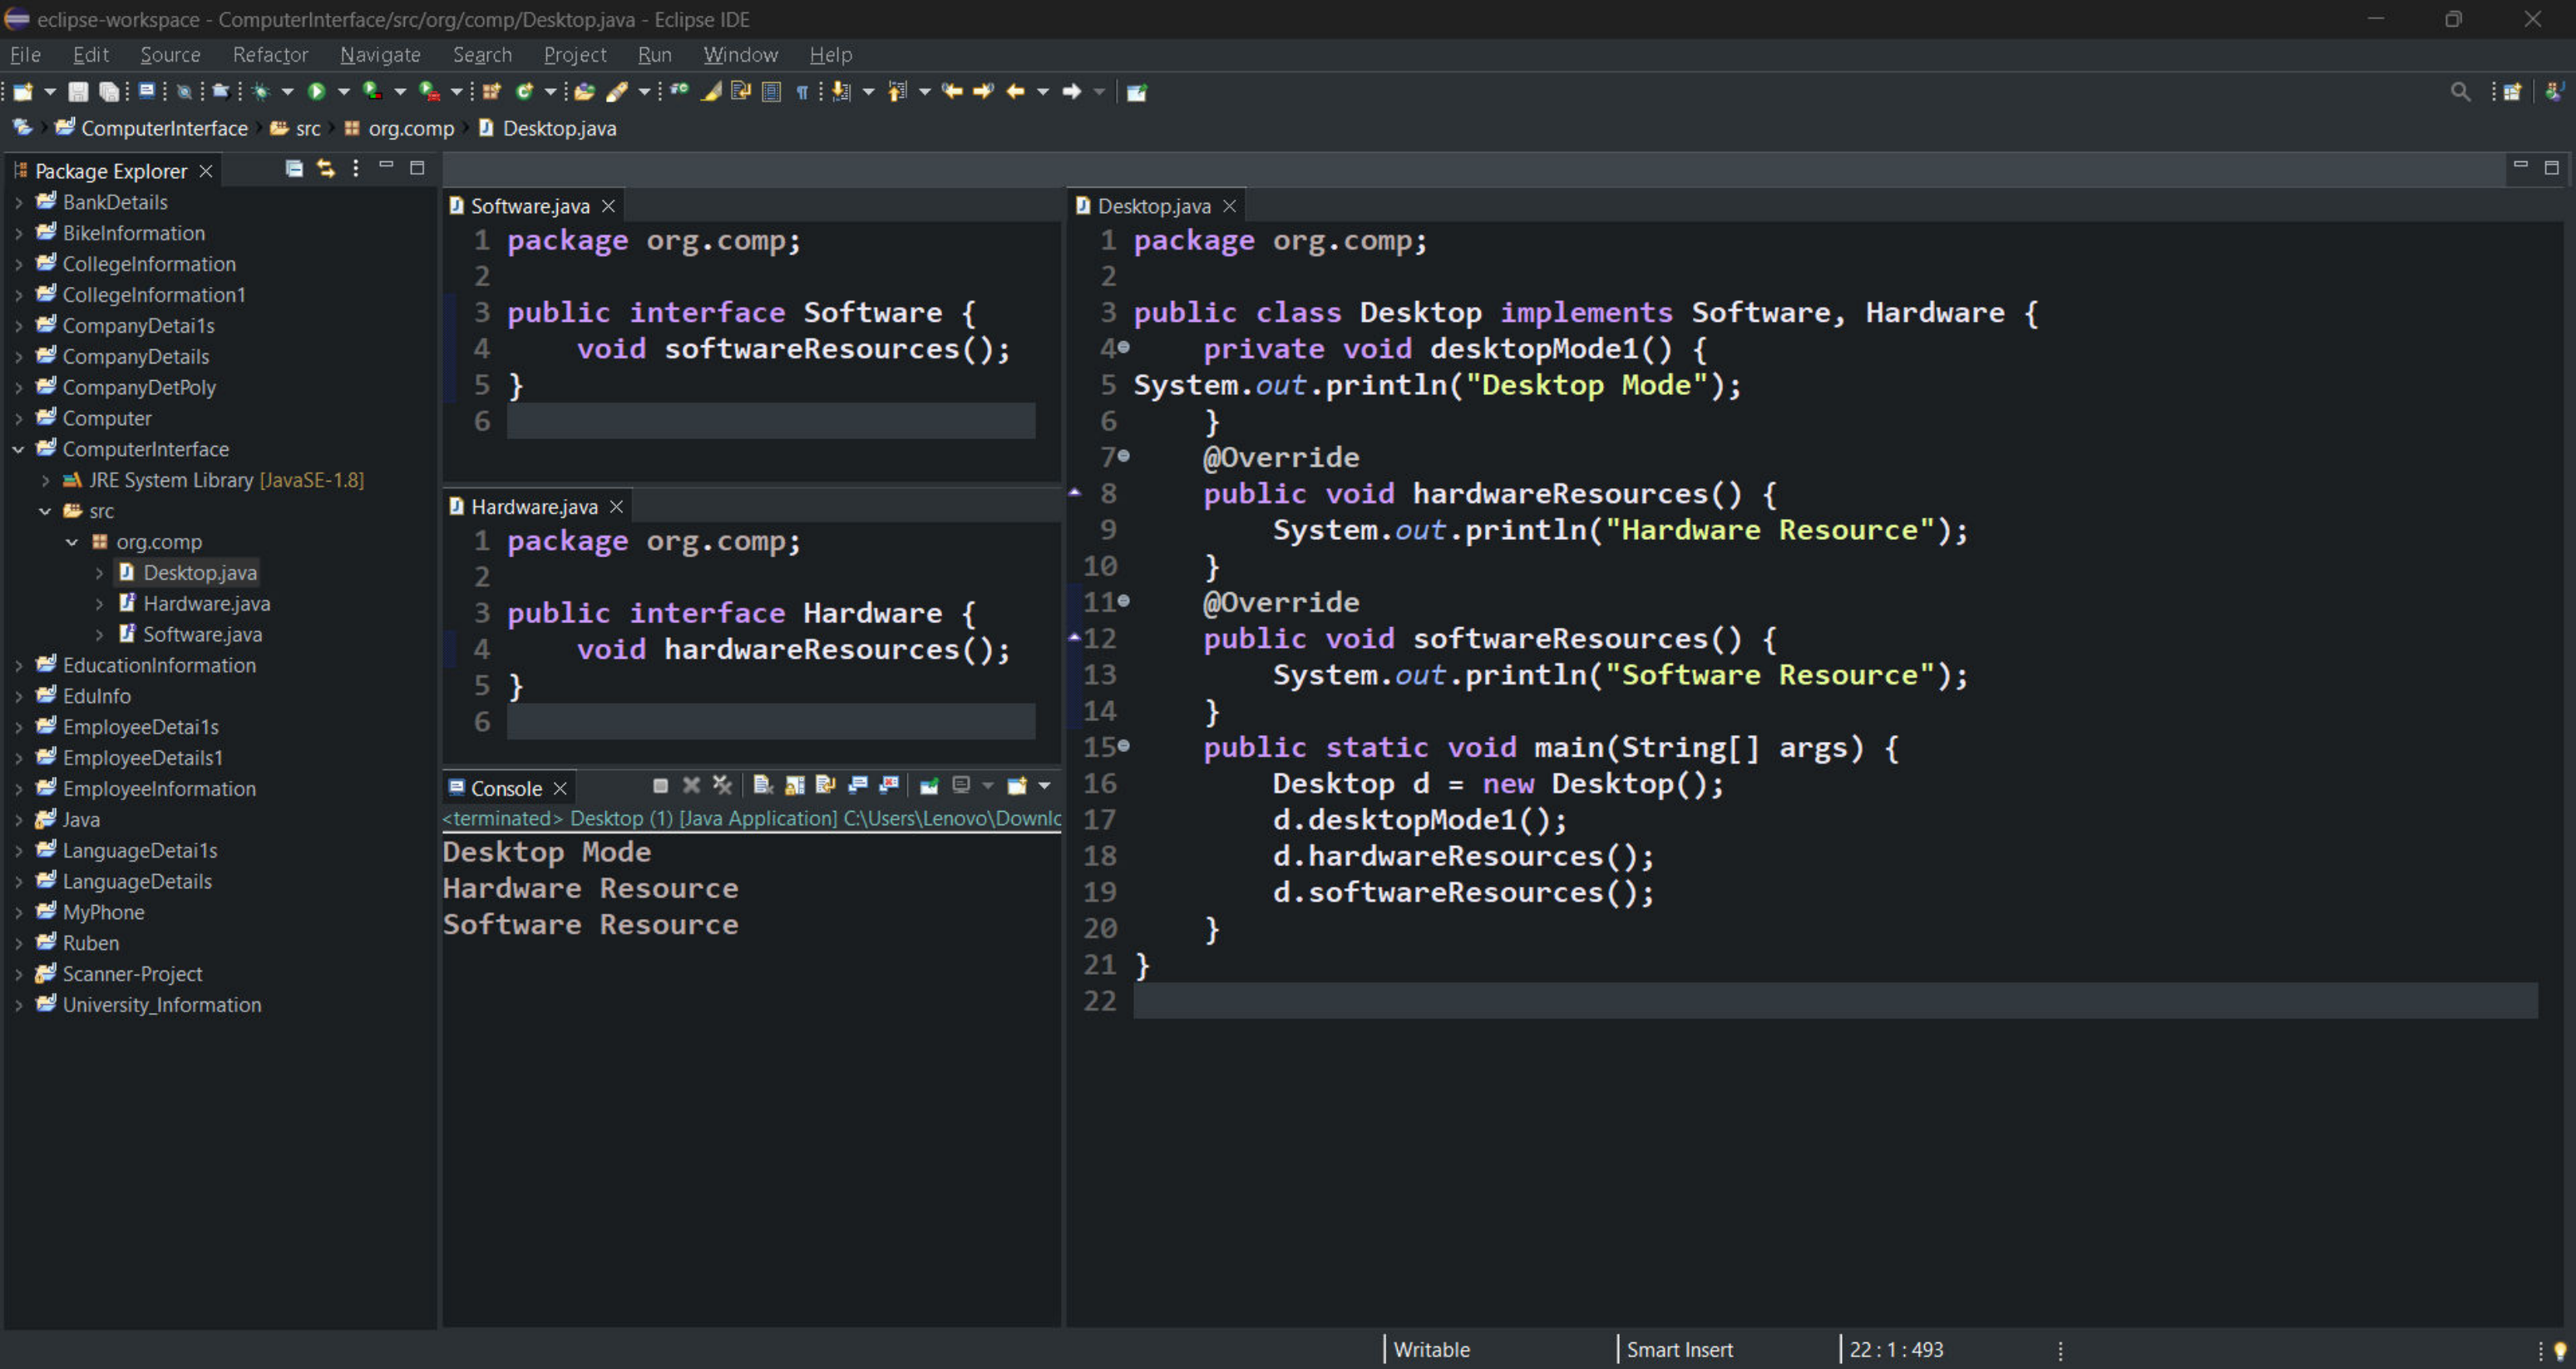 eclipse-workspace - ComputerInterface/src/org/comp/Desktop.java - Eclipse IDE
File Edit Source Refactor Navigate Search Project Run Window Help
ComputerInterface src org.comp Desktop.java
Package Explorer
BankDetails
BikeInformation
CollegeInformation
CollegeInformation1
CompanyDetai1s
CompanyDetails
CompanyDetPoly
Computer
ComputerInterface
JRE System Library [JavaSE-1.8]
src
org.comp
Desktop.java
Hardware.java
Software.java
EducationInformation
EduInfo
EmployeeDetai1s
EmployeeDetails1
EmployeeInformation
Java
LanguageDetai1s
LanguageDetails
MyPhone
Ruben
Scanner-Project
University_Information
Software.java
1 package org.comp;
2
3 public interface Software {
4     void softwareResources();
5 }
6
Hardware.java
1 package org.comp;
2
3 public interface Hardware {
4     void hardwareResources();
5 }
6
Console
<terminated> Desktop (1) [Java Application] C:\Users\Lenovo\Downlo
Desktop Mode
Hardware Resource
Software Resource
Desktop.java
1 package org.comp;
2
3 public class Desktop implements Software, Hardware {
4     private void desktopMode1() {
5 System.out.println("Desktop Mode");
6     }
7     @Override
8     public void hardwareResources() {
9         System.out.println("Hardware Resource");
10     }
11     @Override
12     public void softwareResources() {
13         System.out.println("Software Resource");
14     }
15     public static void main(String[] args) {
16         Desktop d = new Desktop();
17         d.desktopMode1();
18         d.hardwareResources();
19         d.softwareResources();
20     }
21 }
22
Writable Smart Insert 22 : 1 : 493